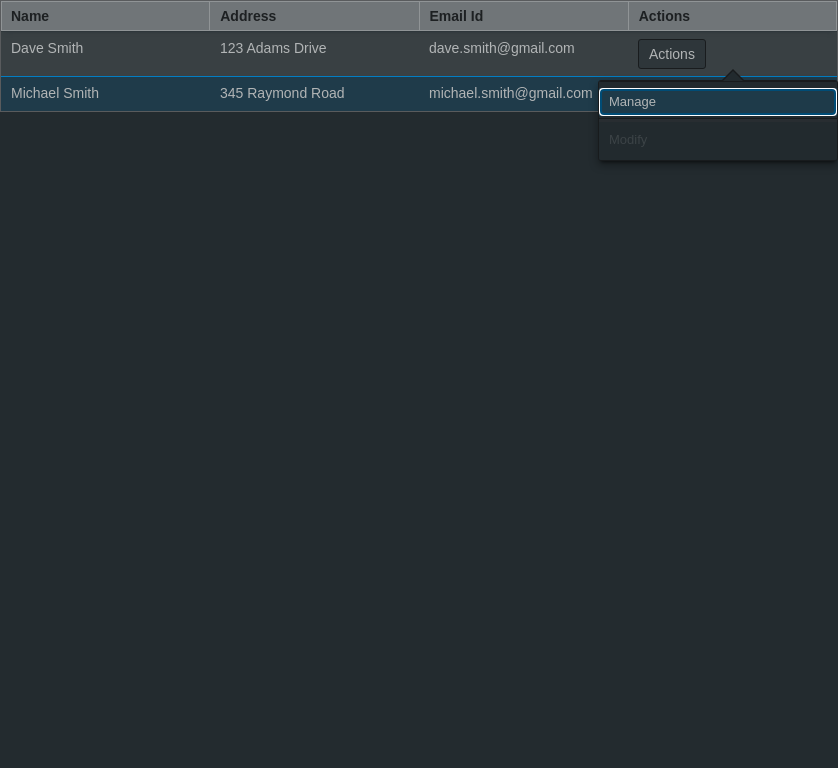 Name Address Email Id Actions
Dave Smith 123 Adams Drive dave.smith@gmail.com Actions
Michael Smith 345 Raymond Road michael.smith@gmail.com
Manage
Modify